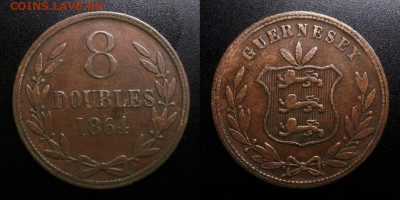 COINS.LAVE.RU
8
DOUBLES
1864.
GUERNESEY